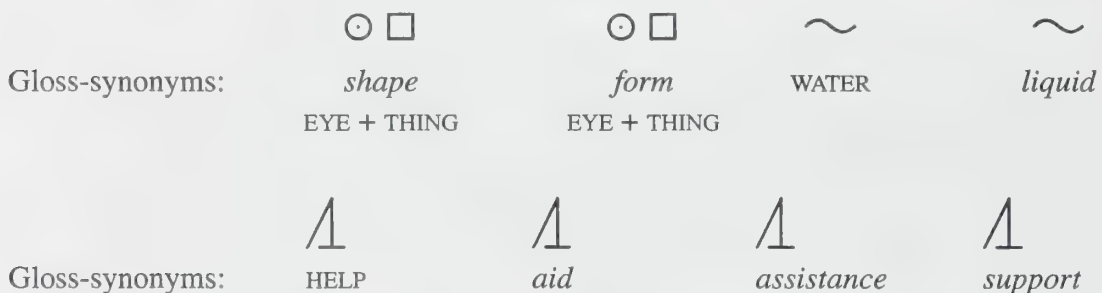 Gloss-synonyms: shape form WATER liquid
EYE + THING EYE + THING
Gloss-synonyms: HELP aid assistance support